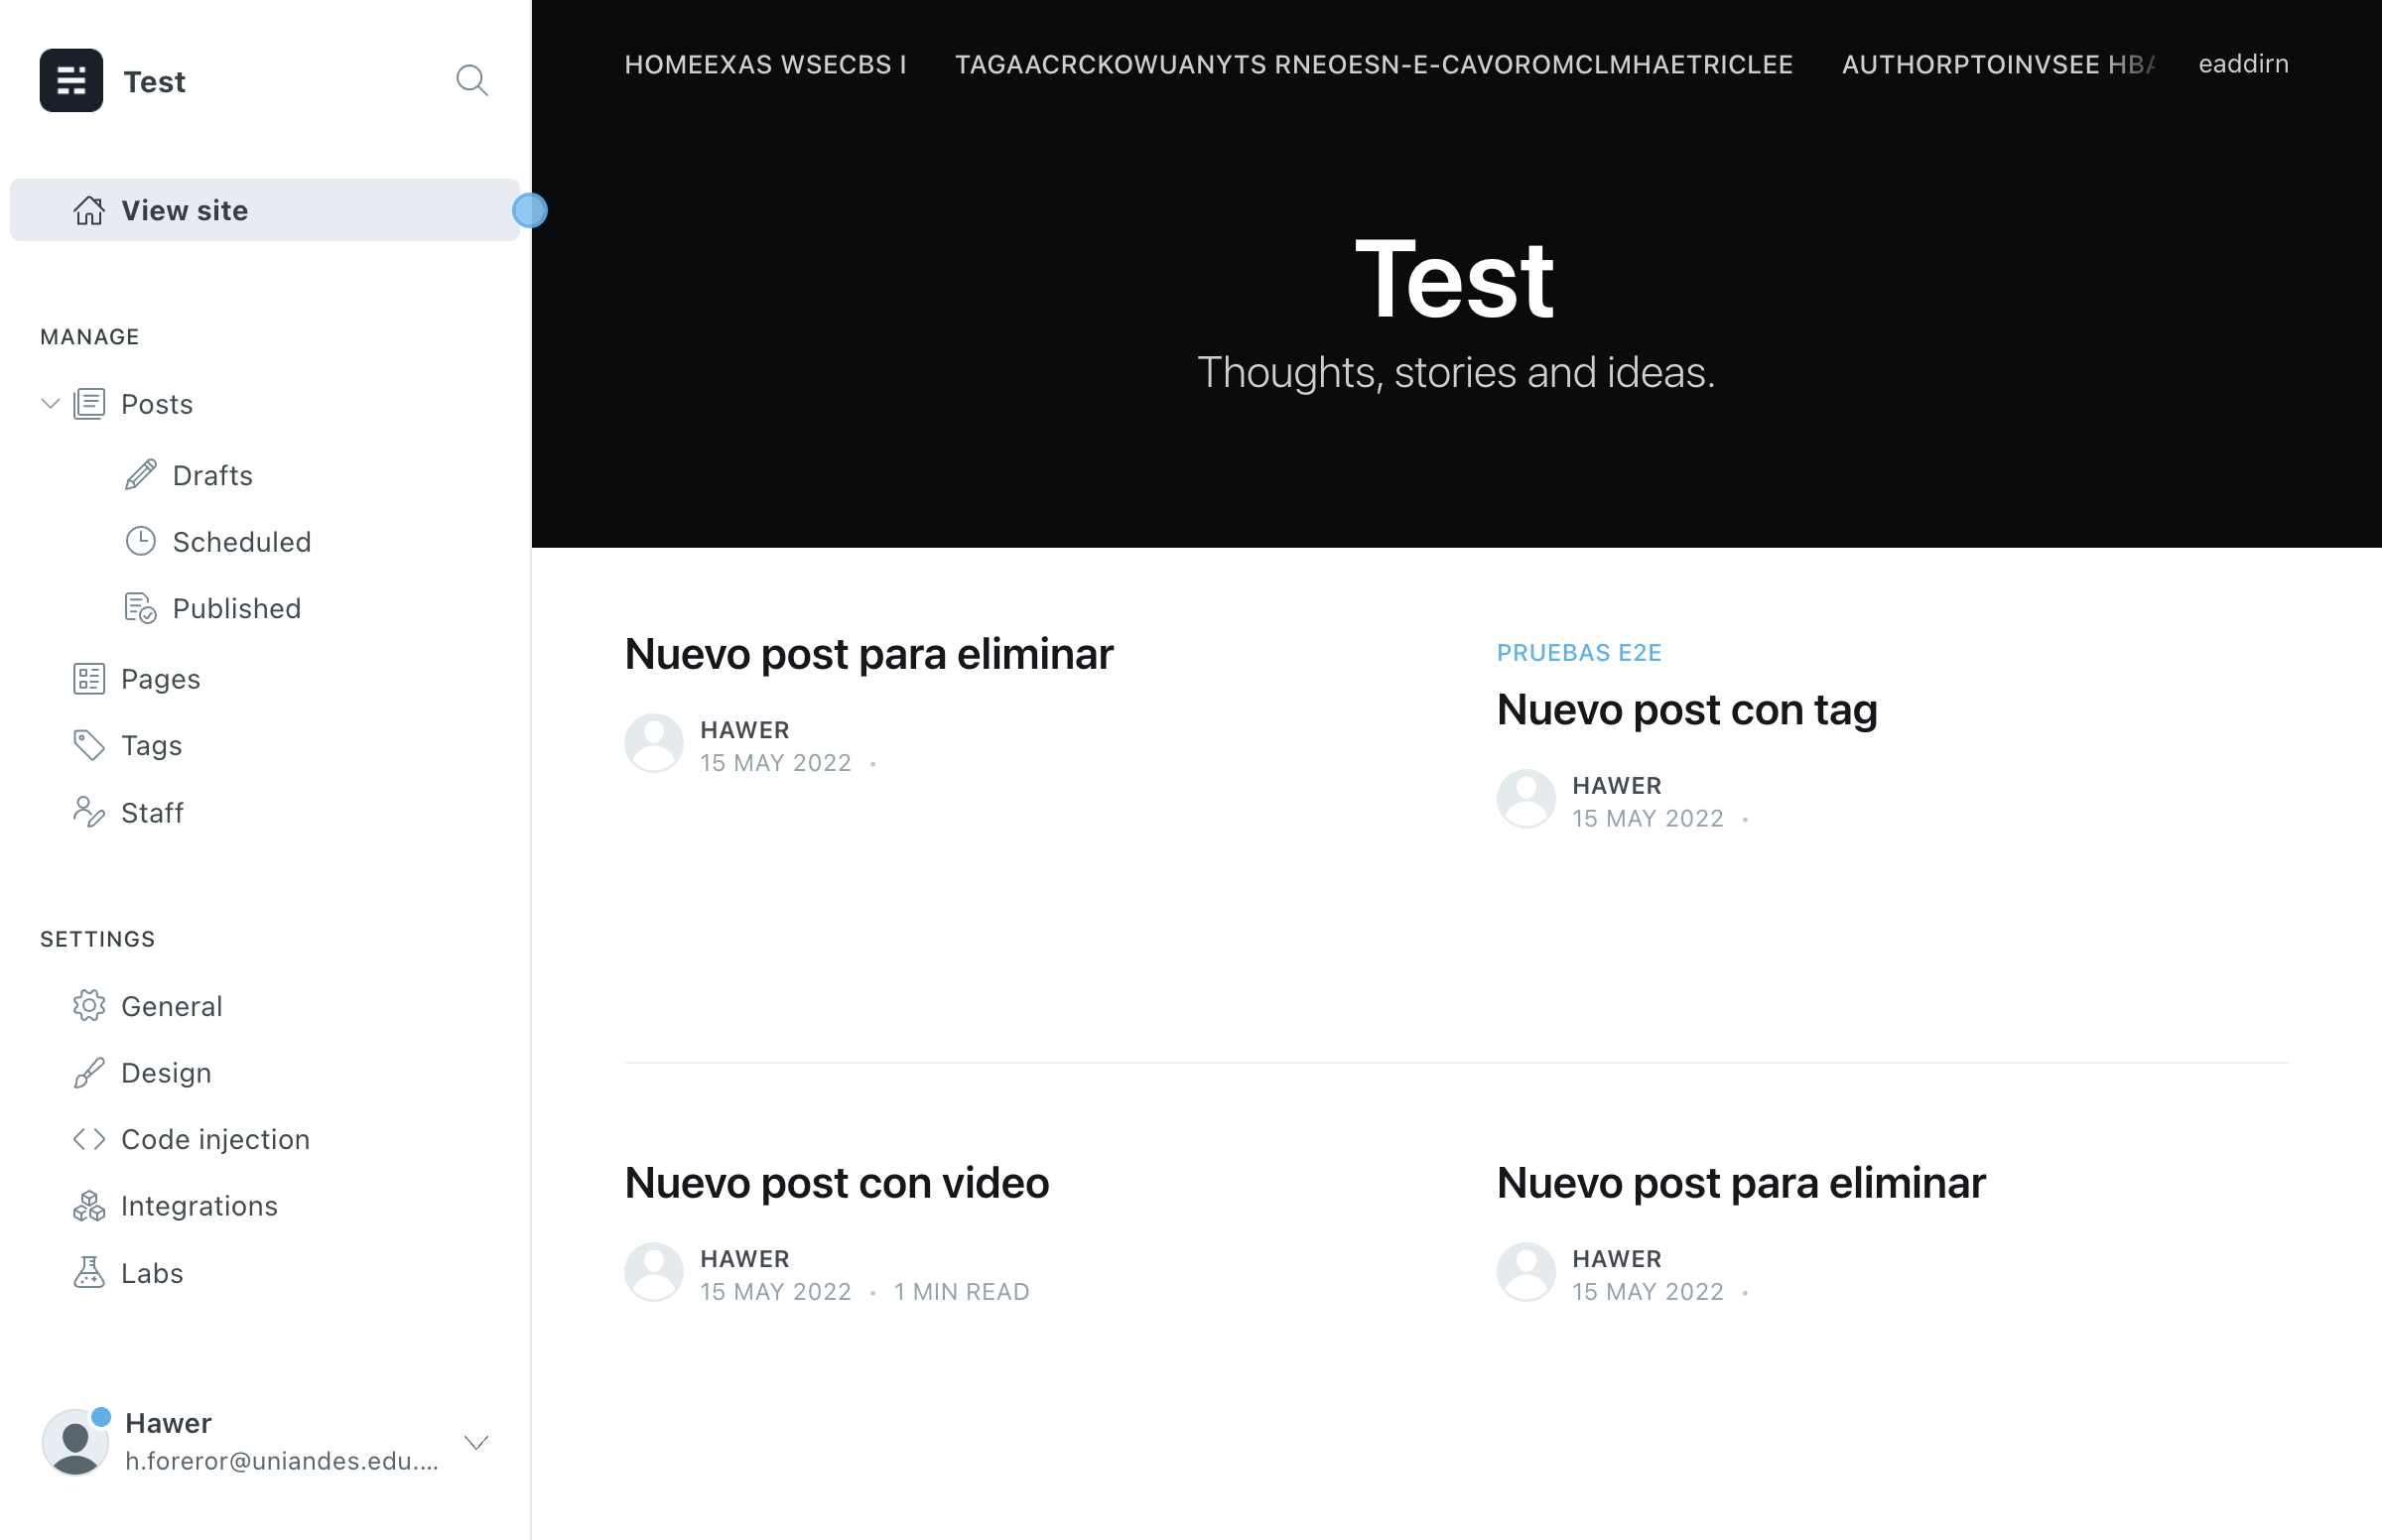 Test
View site
MANAGE
Posts
Drafts
Scheduled
Published
Pages
Tags
Staff
SETTINGS
General
Design
Code injection
Integrations
Labs
Hawer
h.foreror@uniandes.edu....
HOMEEXAS WSECBS I TAGAACRCKOWUANYTS RNEOESN-E-CAVOROMCLMHAETRICLEE AUTHORPTOINVSEE HBA eaddirn
Test
Thoughts, stories and ideas.
Nuevo post para eliminar
HAWER
15 MAY 2022 •
PRUEBAS E2E
Nuevo post con tag
HAWER
15 MAY 2022 •
Nuevo post con video
HAWER
15 MAY 2022 • 1 MIN READ
Nuevo post para eliminar
HAWER
15 MAY 2022 •